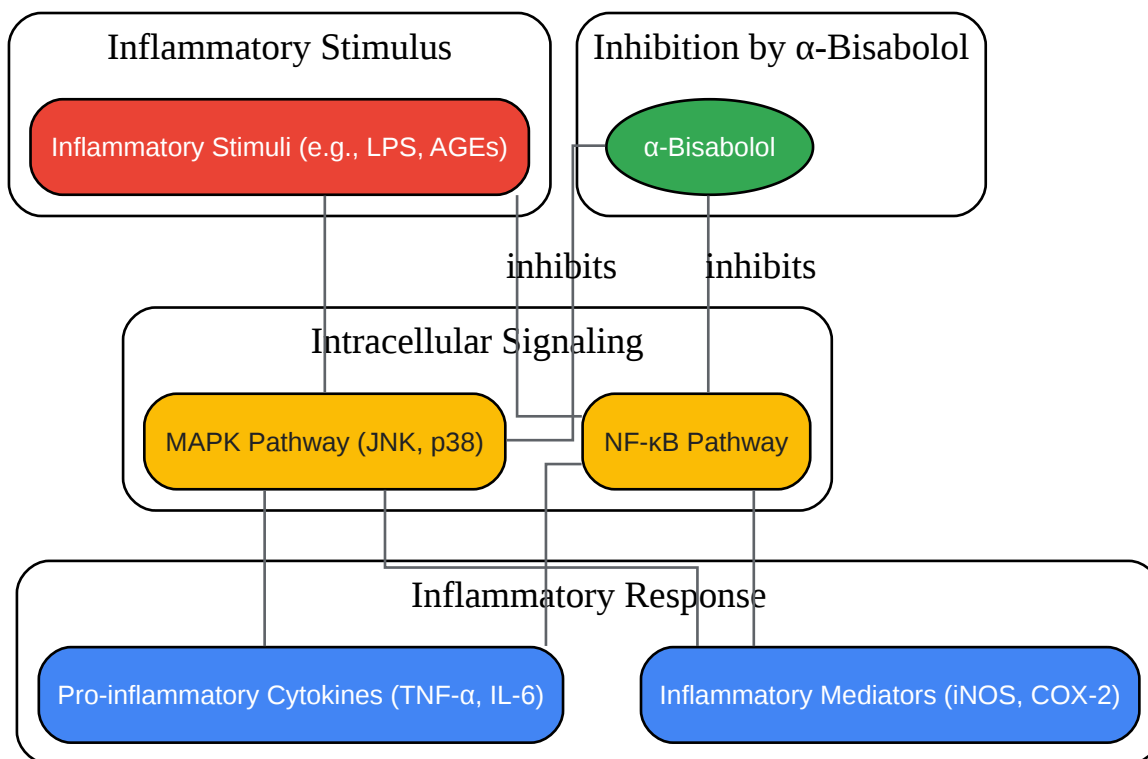 Inflammatory Stimulus
Inhibition by α-Bisabolol
Inflammatory Stimuli (e.g., LPS, AGEs)
α-Bisabolol
inhibits
inhibits
Intracellular Signaling
MAPK Pathway (JNK, p38)
NF-κB Pathway
Inflammatory Response
Pro-inflammatory Cytokines (TNF-α, IL-6)
Inflammatory Mediators (iNOS, COX-2)